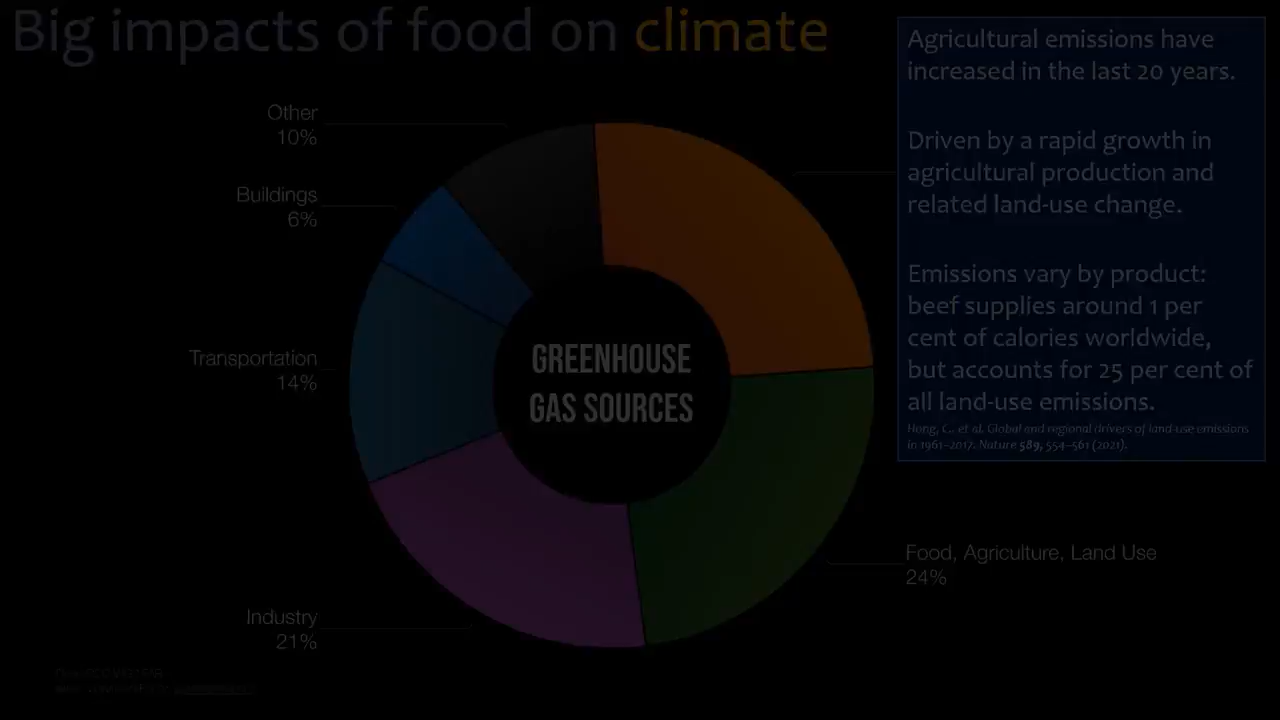 Big impacts of food on climate
Agricultural emissions have
increased in the last 20 years.
Driven by a rapid growth in
agricultural production and
related land-use change.
Emissions vary by product:
beef supplies around 1 per
cent of calories worldwide,
but accounts for 25 per cent of
all land-use emissions.
Hong, C. et al. Global and regional drivers of land-use emissions
in 1961–2017. Nature 589, 554–561 (2021).
Other
10%
Buildings
6%
Transportation
14%
Industry
21%
GREENHOUSE
GAS SOURCES
Food, Agriculture, Land Use
24%